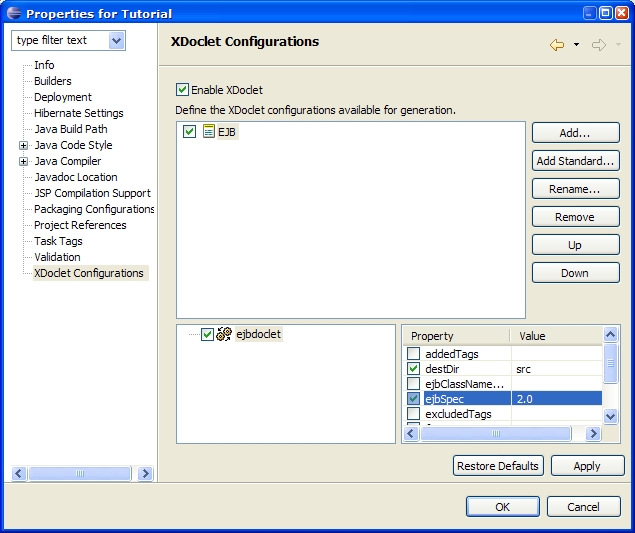 Properties for Tutorial
type filter text
Info
Builders
Deployment
Hibernate Settings
Java Build Path
Java Code Style
Java Compiler
Javadoc Location
JSP Compilation Support
Packaging Configurations
Project References
Task Tags
Validation
XDoclet Configurations
XDoclet Configurations
Enable XDoclet
Define the XDoclet configurations available for generation.
EJB
Add...
Add Standard...
Rename...
Remove
Up
Down
ejbdoclet
Property Value
addedTags
destDir src
ejbClassName...
ejbSpec 2.0
excludedTags
Restore Defaults Apply
OK Cancel